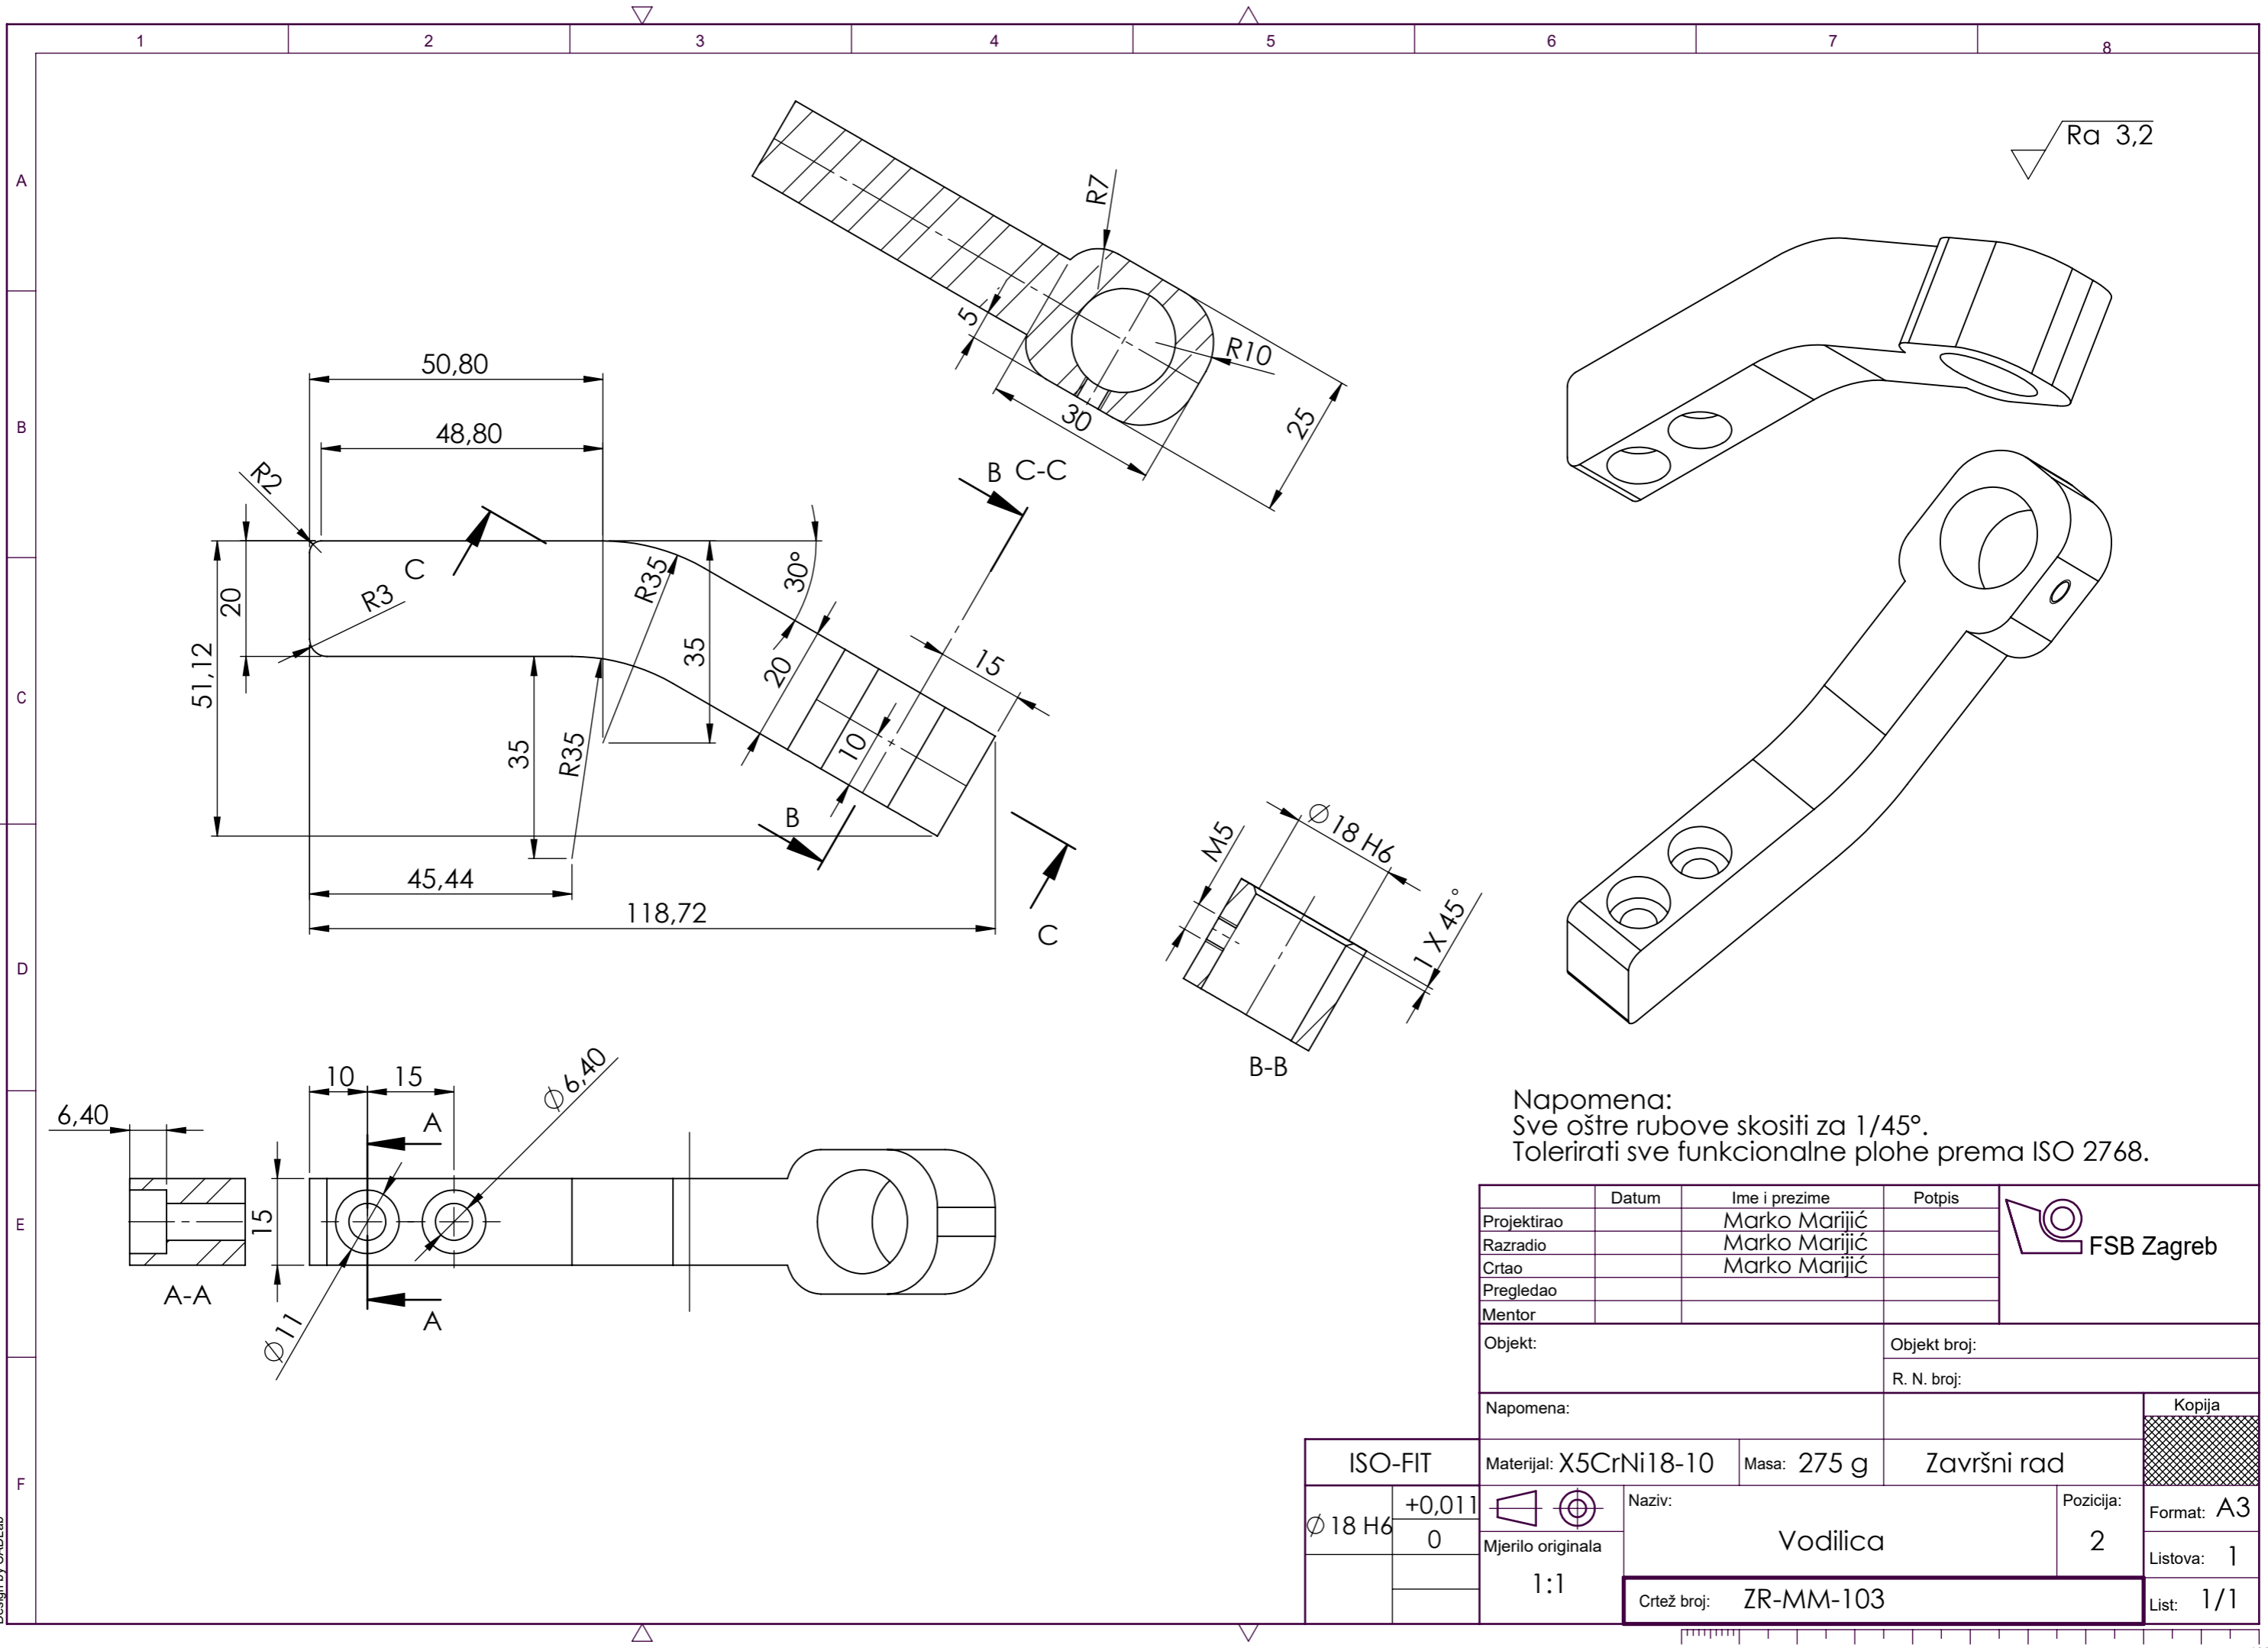 1 2 3 4 5 6 7 8
A
B
C
D
E
F
Ra 3,2
R7
5
R10
30
25
C-C
50,80
48,80
R2
R3
20
51,12
C
B
R35
30°
35
20
15
10
35
R35
B
C
45,44
118,72
M5
Ø 18 H6
1 X 45°
B-B
10 15
Ø 6,40
6,40
A
15
A-A
A
Ø 11
Napomena:
Sve oštre rubove skositi za 1/45°.
Tolerirati sve funkcionalne plohe prema ISO 2768.
Datum Ime i prezime Potpis
Projektirao Marko Marijić
Razradio Marko Marijić
Crtao Marko Marijić
Pregledao
Mentor
FSB Zagreb
Objekt:
Objekt broj:
R. N. broj:
Napomena:
Kopija
ISO-FIT
Materijal: X5CrNi18-10
Masa: 275 g
Završni rad
Ø 18 H6
+0,011
0
Mjerilo originala
1:1
Naziv:
Vodilica
Pozicija:
2
Format: A3
Listova: 1
Crtež broj: ZR-MM-103
List: 1/1
Design by CADLab